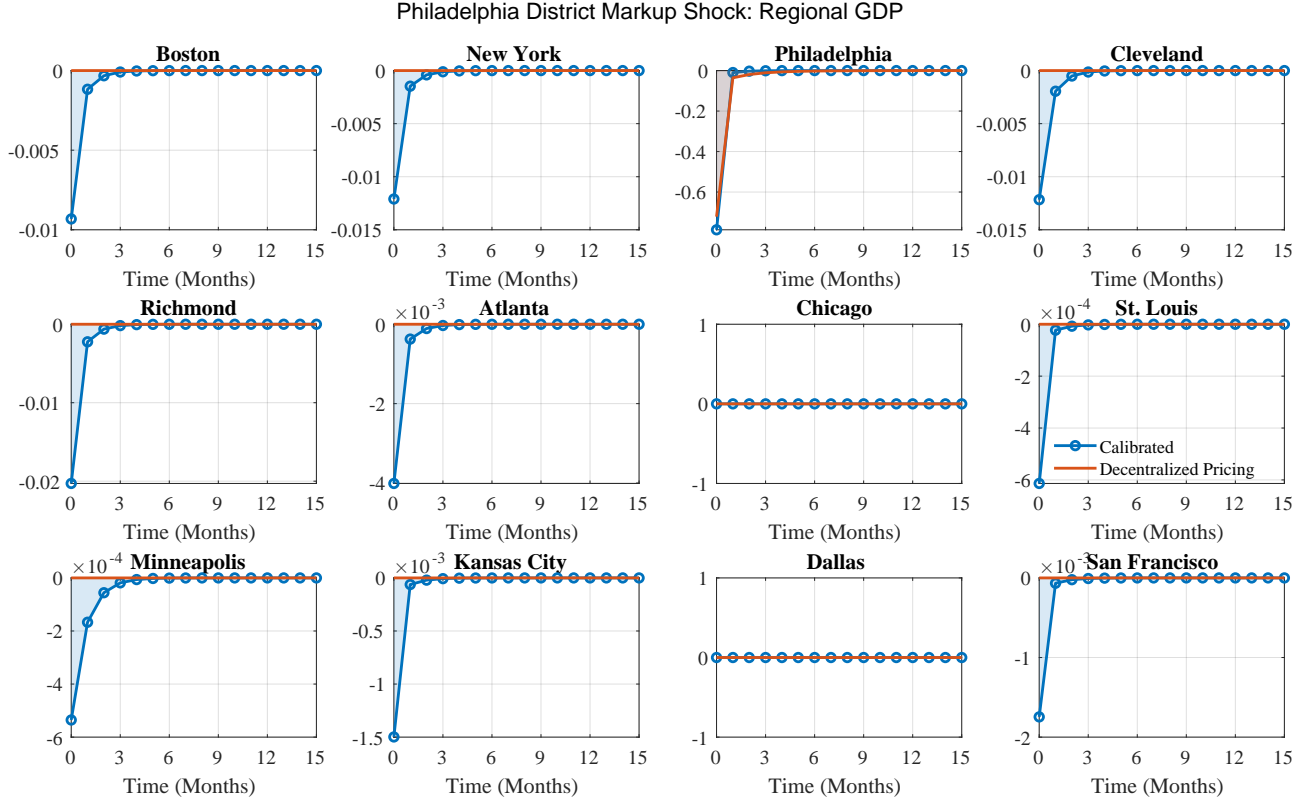 Philadelphia District Markup Shock: Regional GDP
Boston
0
-0.005
-0.01
0 3 6 9 12 15
Time (Months)
New York
0
-0.005
-0.01
-0.015
0 3 6 9 12 15
Time (Months)
Philadelphia
0
-0.2
-0.4
-0.6
0 3 6 9 12 15
Time (Months)
Cleveland
0
-0.005
-0.01
-0.015
0 3 6 9 12 15
Time (Months)
Richmond
0
-0.01
-0.02
0 3 6 9 12 15
Time (Months)
×10⁻³
Atlanta
0
-2
-4
0 3 6 9 12 15
Time (Months)
Chicago
1
0
-1
0 3 6 9 12 15
Time (Months)
St. Louis
×10⁻⁴
0
-2
-4
-6
Calibrated
Decentralized Pricing
0 3 6 9 12 15
Time (Months)
×10⁻⁴
Minneapolis
0
-2
-4
-6
0 3 6 9 12 15
Time (Months)
×10⁻³
Kansas City
0
-0.5
-1
-1.5
0 3 6 9 12 15
Time (Months)
Dallas
1
0
-1
0 3 6 9 12 15
Time (Months)
×10⁻³
San Francisco
0
-1
-2
0 3 6 9 12 15
Time (Months)